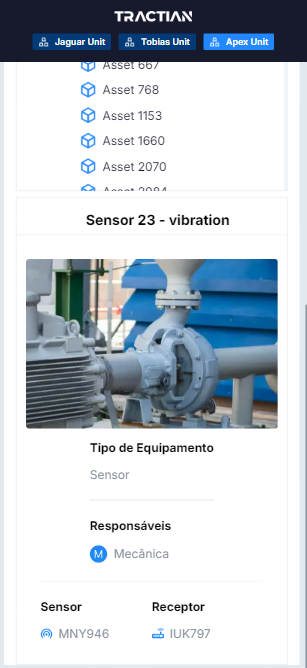 TRACTIAN
Jaguar Unit
Tobias Unit
Apex Unit
Asset 667
Asset 768
Asset 1153
Asset 1660
Asset 2070
Asset 2084
Sensor 23 - vibration
Tipo de Equipamento
Sensor
Responsáveis
M Mecânica
Sensor
Receptor
MNY946
IUK797